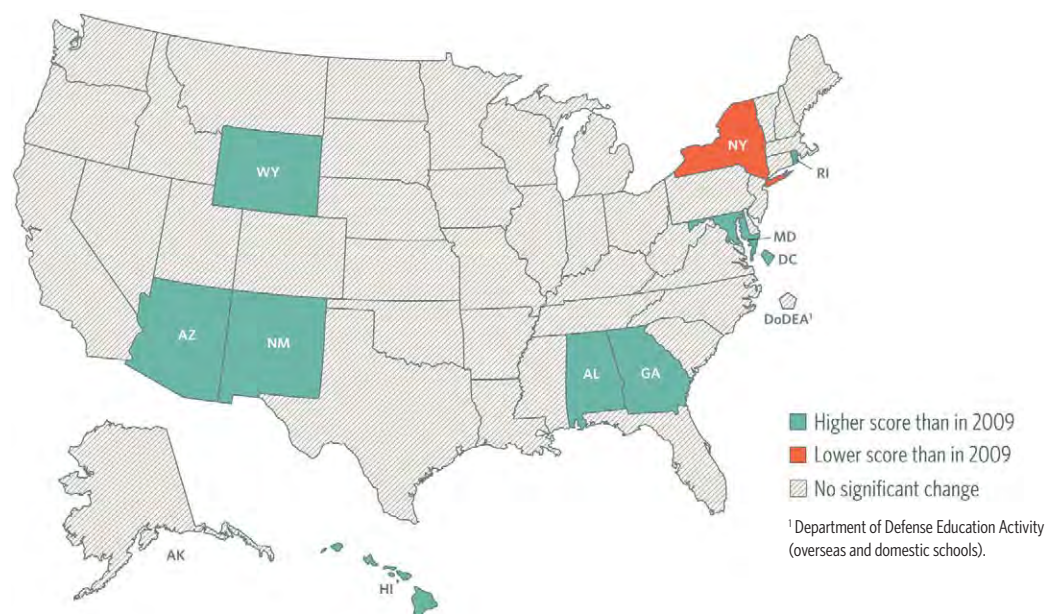 NY
WY
RI
MD
DC
DoDEA¹
AZ
NM
AL
GA
Higher score than in 2009
Lower score than in 2009
No significant change
¹ Department of Defense Education Activity
(overseas and domestic schools).
AK
HI